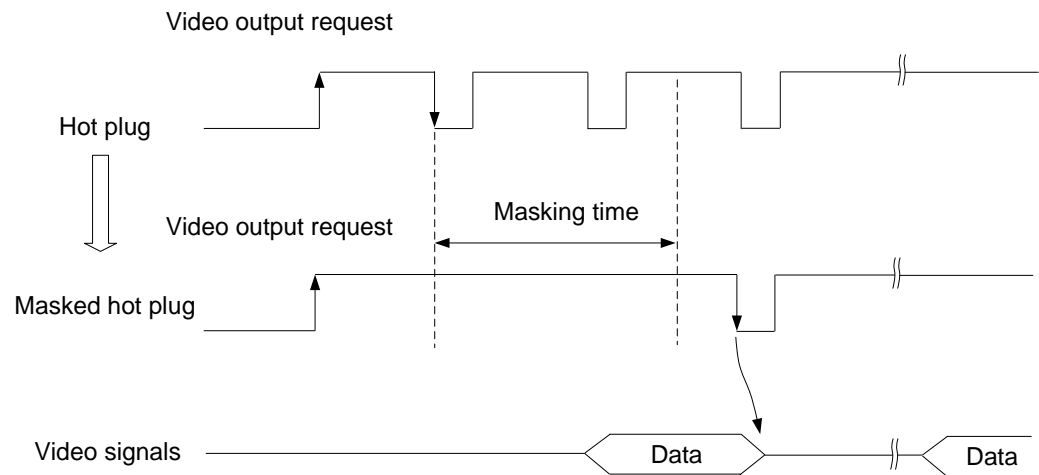 Video output request
Hot plug
Video output request
Masking time
Masked hot plug
Video signals
Data
Data